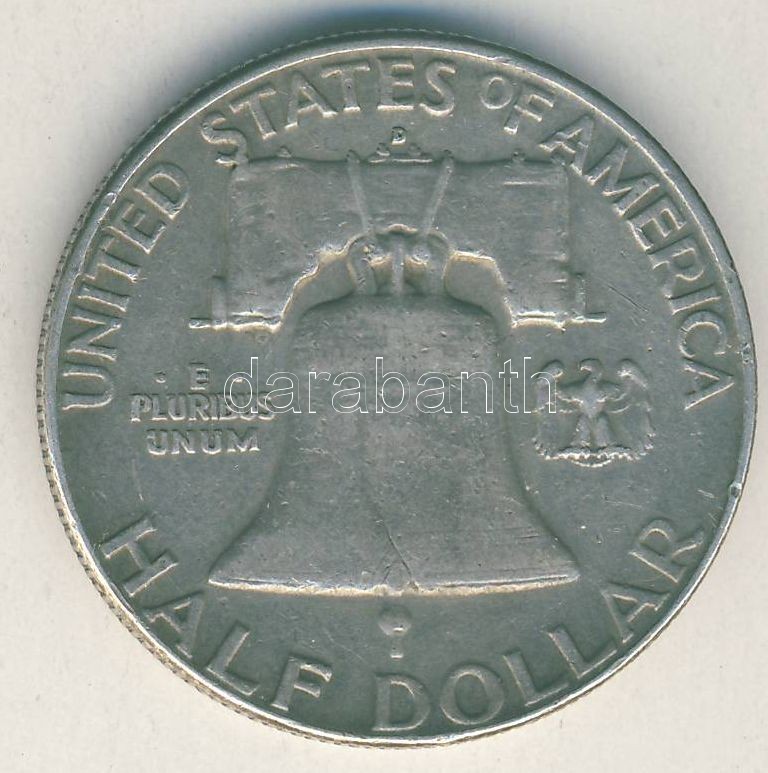 UNITED STATES OF AMERICA
D
E
PLURIBUS
UNUM
darabanth
HALF DOLLAR